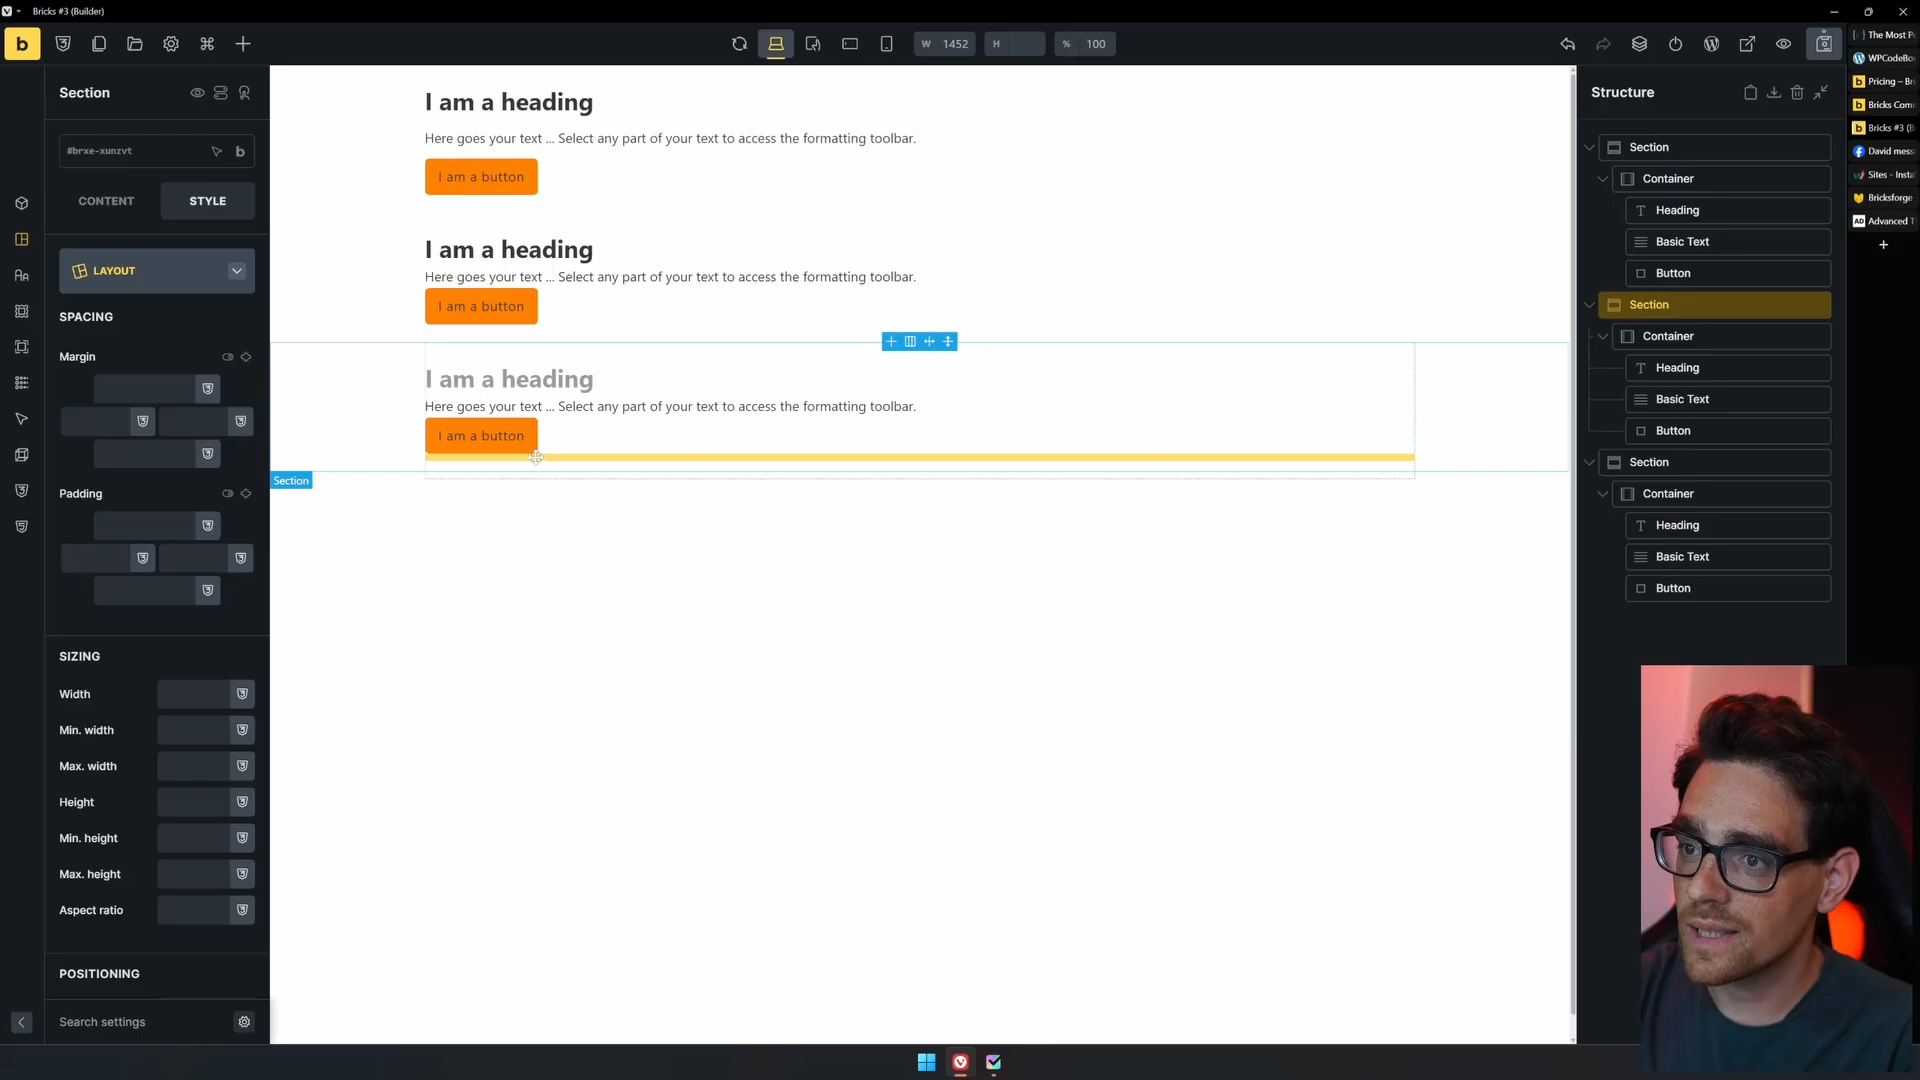 Bricks #3 (Builder)
b
W 1452
H
% 100
The Most P
WPCodeBo
Pricing – Bri
Bricks Com
Bricks #3 (B
David mess
Sites - Insta
Bricksforge
AD Advanced T
Section
#brxe-xunzvt
b
CONTENT
STYLE
LAYOUT
SPACING
Margin
Padding
SIZING
Width
Min. width
Max. width
Height
Min. height
Max. height
Aspect ratio
POSITIONING
Search settings
I am a heading
Here goes your text ... Select any part of your text to access the formatting toolbar.
I am a button
I am a heading
Here goes your text ... Select any part of your text to access the formatting toolbar.
I am a button
I am a heading
Here goes your text ... Select any part of your text to access the formatting toolbar.
I am a button
Section
Structure
Section
Container
Heading
Basic Text
Button
Section
Container
Heading
Basic Text
Button
Section
Container
Heading
Basic Text
Button